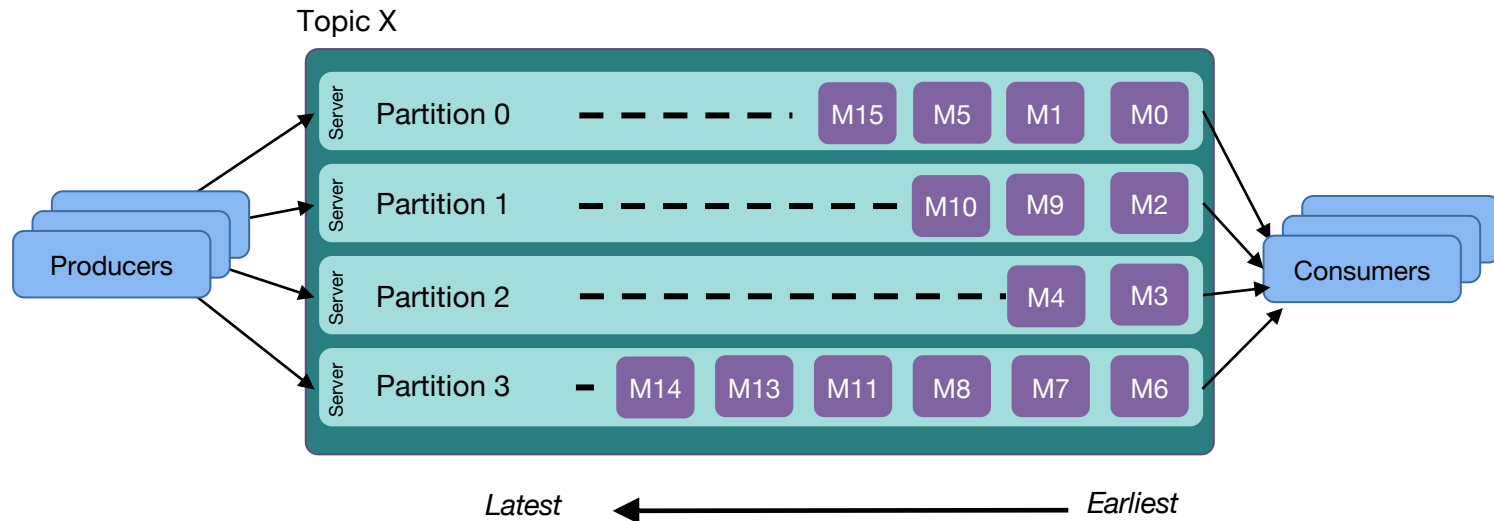 Topic X
Server Partition 0 M15 M5 M1 M0
Server Partition 1 M10 M9 M2
Server Partition 2 M4 M3
Server Partition 3 M14 M13 M11 M8 M7 M6
Producers
Consumers
Latest Earliest